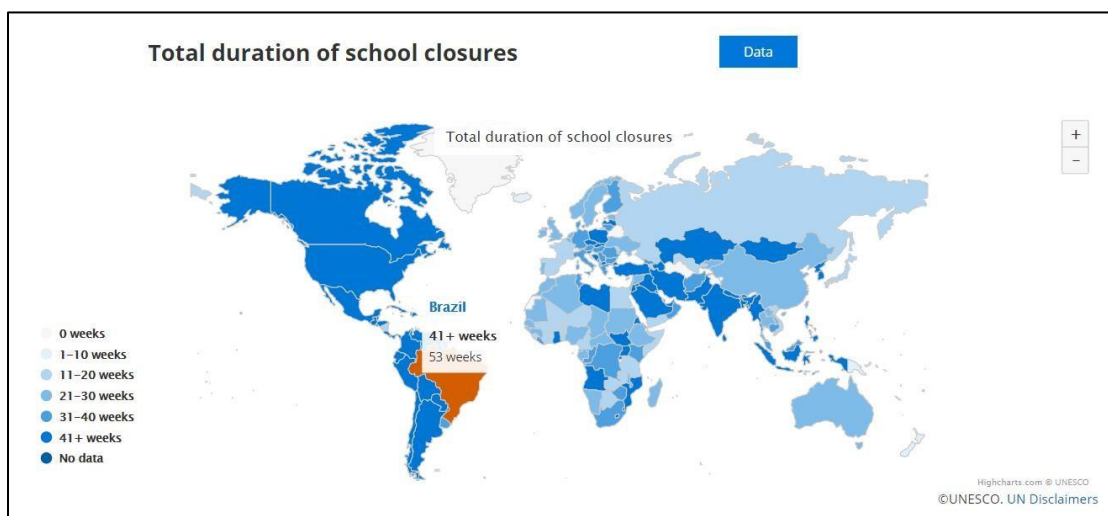 Total duration of school closures
Data
Total duration of school closures
+
−
Brazil
41+ weeks
53 weeks
0 weeks
1–10 weeks
11–20 weeks
21–30 weeks
31–40 weeks
41+ weeks
No data
Highcharts.com © UNESCO
©UNESCO. UN Disclaimers